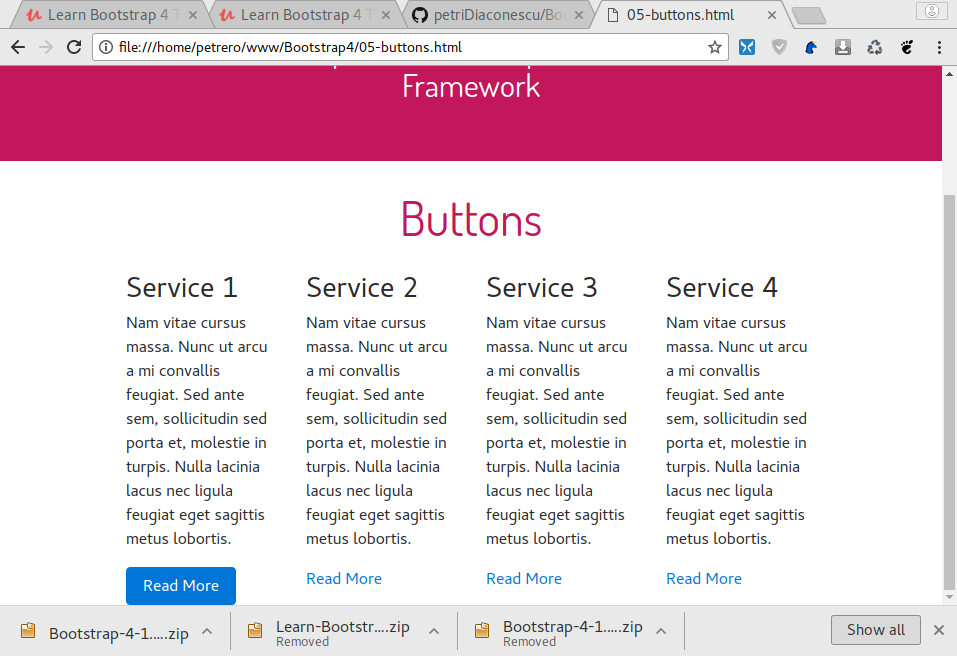 Learn Bootstrap 4 T
Learn Bootstrap 4 T
petriDiaconescu/Bo
05-buttons.html
file:///home/petrero/www/Bootstrap4/05-buttons.html
Framework
Buttons
Service 1
Nam vitae cursus
massa. Nunc ut arcu
a mi convallis
feugiat. Sed ante
sem, sollicitudin sed
porta et, molestie in
turpis. Nulla lacinia
lacus nec ligula
feugiat eget sagittis
metus lobortis.
Read More
Service 2
Nam vitae cursus
massa. Nunc ut arcu
a mi convallis
feugiat. Sed ante
sem, sollicitudin sed
porta et, molestie in
turpis. Nulla lacinia
lacus nec ligula
feugiat eget sagittis
metus lobortis.
Read More
Service 3
Nam vitae cursus
massa. Nunc ut arcu
a mi convallis
feugiat. Sed ante
sem, sollicitudin sed
porta et, molestie in
turpis. Nulla lacinia
lacus nec ligula
feugiat eget sagittis
metus lobortis.
Read More
Service 4
Nam vitae cursus
massa. Nunc ut arcu
a mi convallis
feugiat. Sed ante
sem, sollicitudin sed
porta et, molestie in
turpis. Nulla lacinia
lacus nec ligula
feugiat eget sagittis
metus lobortis.
Read More
Bootstrap-4-1.....zip
Learn-Bootstr....zip
Removed
Bootstrap-4-1.....zip
Removed
Show all